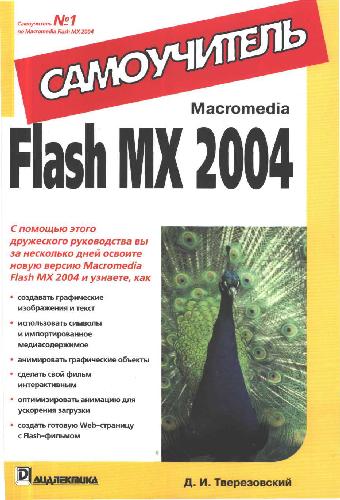 Самоучитель №1
по Macromedia Flash MX 2004
САМОУЧИТЕЛЬ
Macromedia
Flash MX 2004
С помощью этого
дружеского руководства вы
за несколько дней освоите
новую версию Macromedia
Flash MX 2004 и узнаете, как
• создавать графические
изображения и текст
• использовать символы
и импортированное
медиасодержимое
• анимировать графические объекты
• сделать свой фильм
интерактивным
• оптимизировать анимацию для
ускорения загрузки
• создать готовую Web-страницу
с Flash-фильмом
ДИАЛЕКТИКА
Д. И. Тверезовский